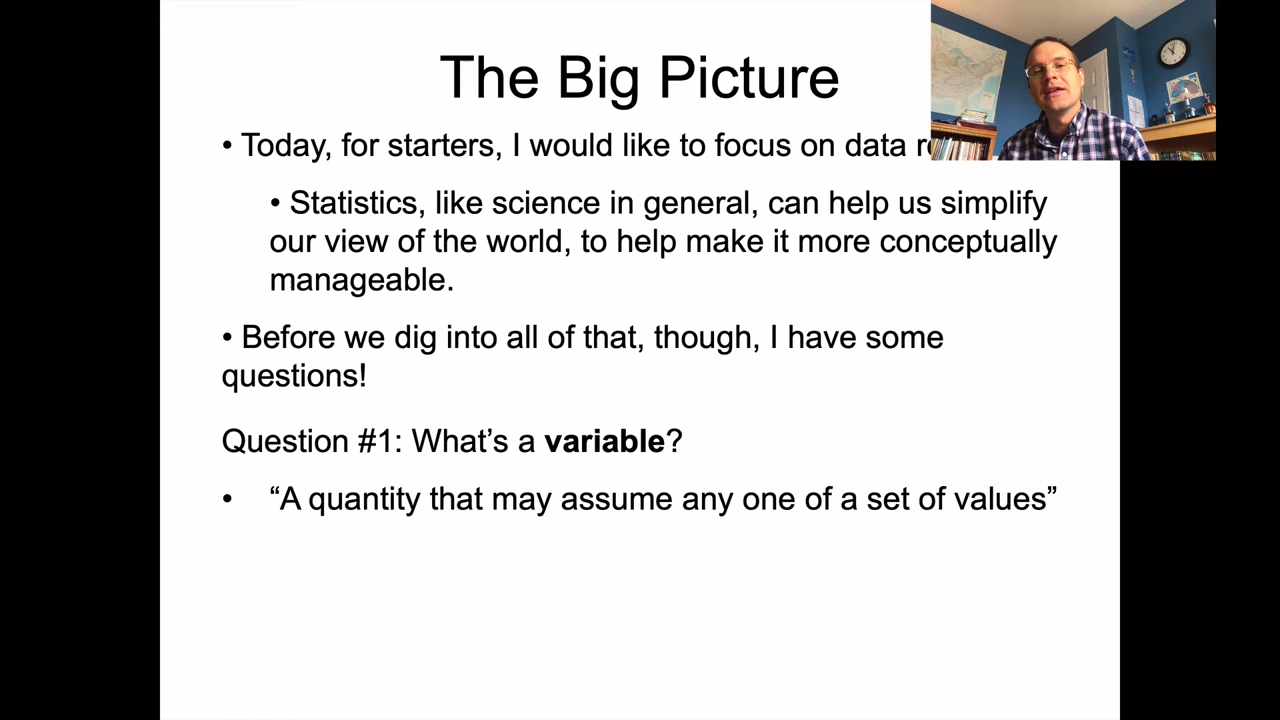 The Big Picture
• Today, for starters, I would like to focus on data
• Statistics, like science in general, can help us simplify
our view of the world, to help make it more conceptually
manageable.
• Before we dig into all of that, though, I have some
questions!
Question #1: What’s a variable?
• “A quantity that may assume any one of a set of values”